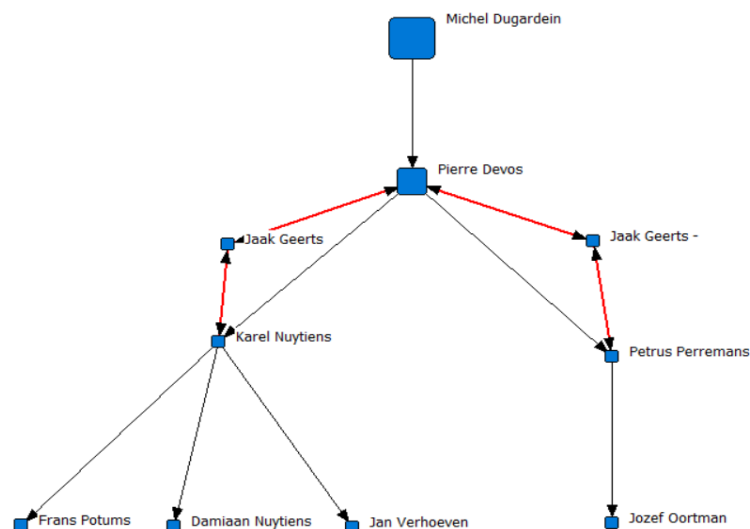 Michel Dugardein
Pierre Devos
Jaak Geerts
Jaak Geerts -
Karel Nuytiens
Petrus Perremans
Frans Potums
Damiaan Nuytiens
Jan Verhoeven
Jozef Oortman